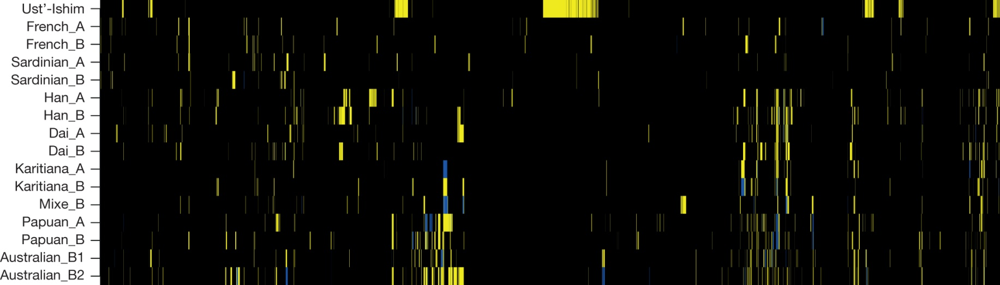 Ust’-Ishim
French_A
French_B
Sardinian_A
Sardinian_B
Han_A
Han_B
Dai_A
Dai_B
Karitiana_A
Karitiana_B
Mixe_B
Papuan_A
Papuan_B
Australian_B1
Australian_B2